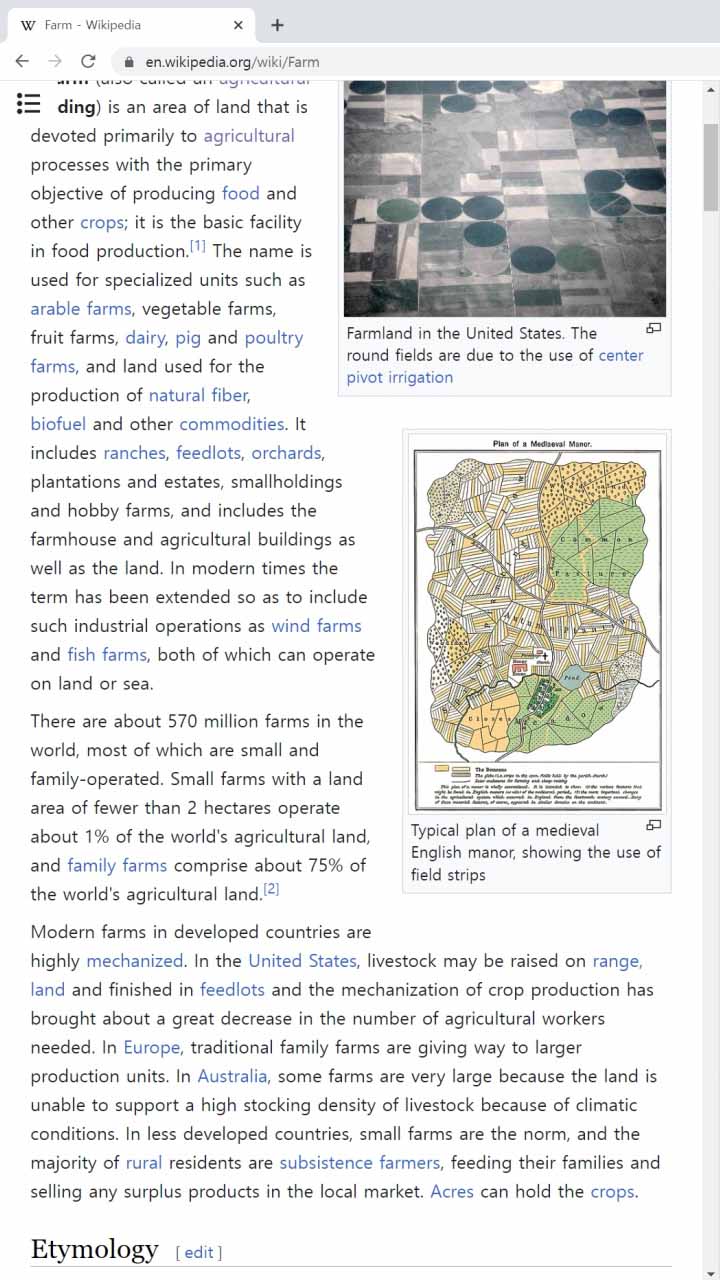 W Farm - Wikipedia
en.wikipedia.org/wiki/Farm
ding) is an area of land that is
devoted primarily to agricultural
processes with the primary
objective of producing food and
other crops; it is the basic facility
in food production.[1] The name is
used for specialized units such as
arable farms, vegetable farms,
fruit farms, dairy, pig and poultry
farms, and land used for the
production of natural fiber,
biofuel and other commodities. It
includes ranches, feedlots, orchards,
plantations and estates, smallholdings
and hobby farms, and includes the
farmhouse and agricultural buildings as
well as the land. In modern times the
term has been extended so as to include
such industrial operations as wind farms
and fish farms, both of which can operate
on land or sea.
Farmland in the United States. The
round fields are due to the use of center
pivot irrigation
Plan of a Mediaeval Manor.
Common
Pasture
Autumn Planting
Pond
Closes
Meadow
The Demesne
Typical plan of a medieval
English manor, showing the use of
field strips
There are about 570 million farms in the
world, most of which are small and
family-operated. Small farms with a land
area of fewer than 2 hectares operate
about 1% of the world's agricultural land,
and family farms comprise about 75% of
the world's agricultural land.[2]
Modern farms in developed countries are
highly mechanized. In the United States, livestock may be raised on range,
land and finished in feedlots and the mechanization of crop production has
brought about a great decrease in the number of agricultural workers
needed. In Europe, traditional family farms are giving way to larger
production units. In Australia, some farms are very large because the land is
unable to support a high stocking density of livestock because of climatic
conditions. In less developed countries, small farms are the norm, and the
majority of rural residents are subsistence farmers, feeding their families and
selling any surplus products in the local market. Acres can hold the crops.
Etymology [ edit ]